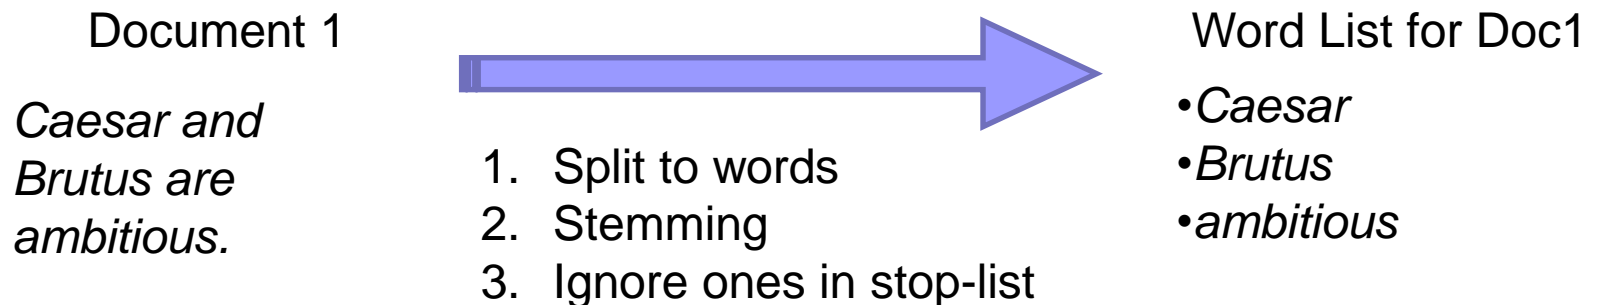 Document 1
Caesar and
Brutus are
ambitious.
1. Split to words
2. Stemming
3. Ignore ones in stop-list
Word List for Doc1
•Caesar
•Brutus
•ambitious